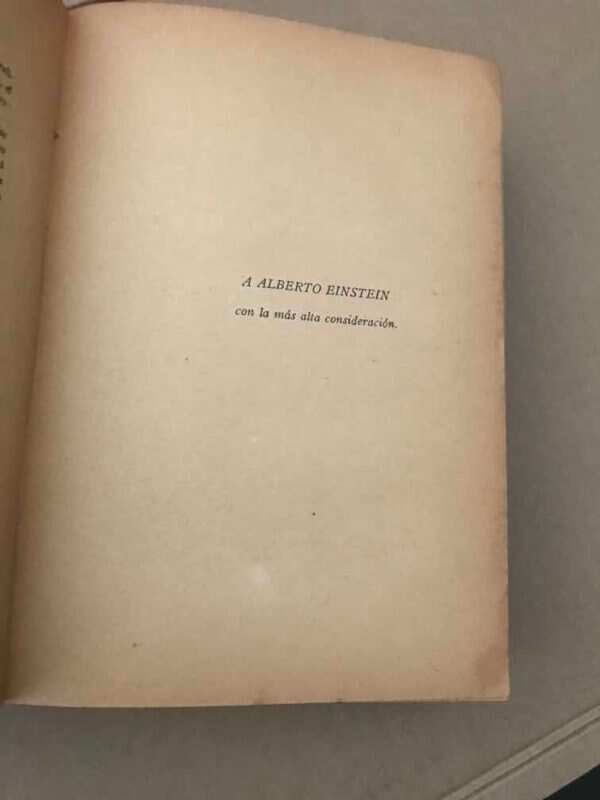 A ALBERTO EINSTEIN
con la más alta consideración.